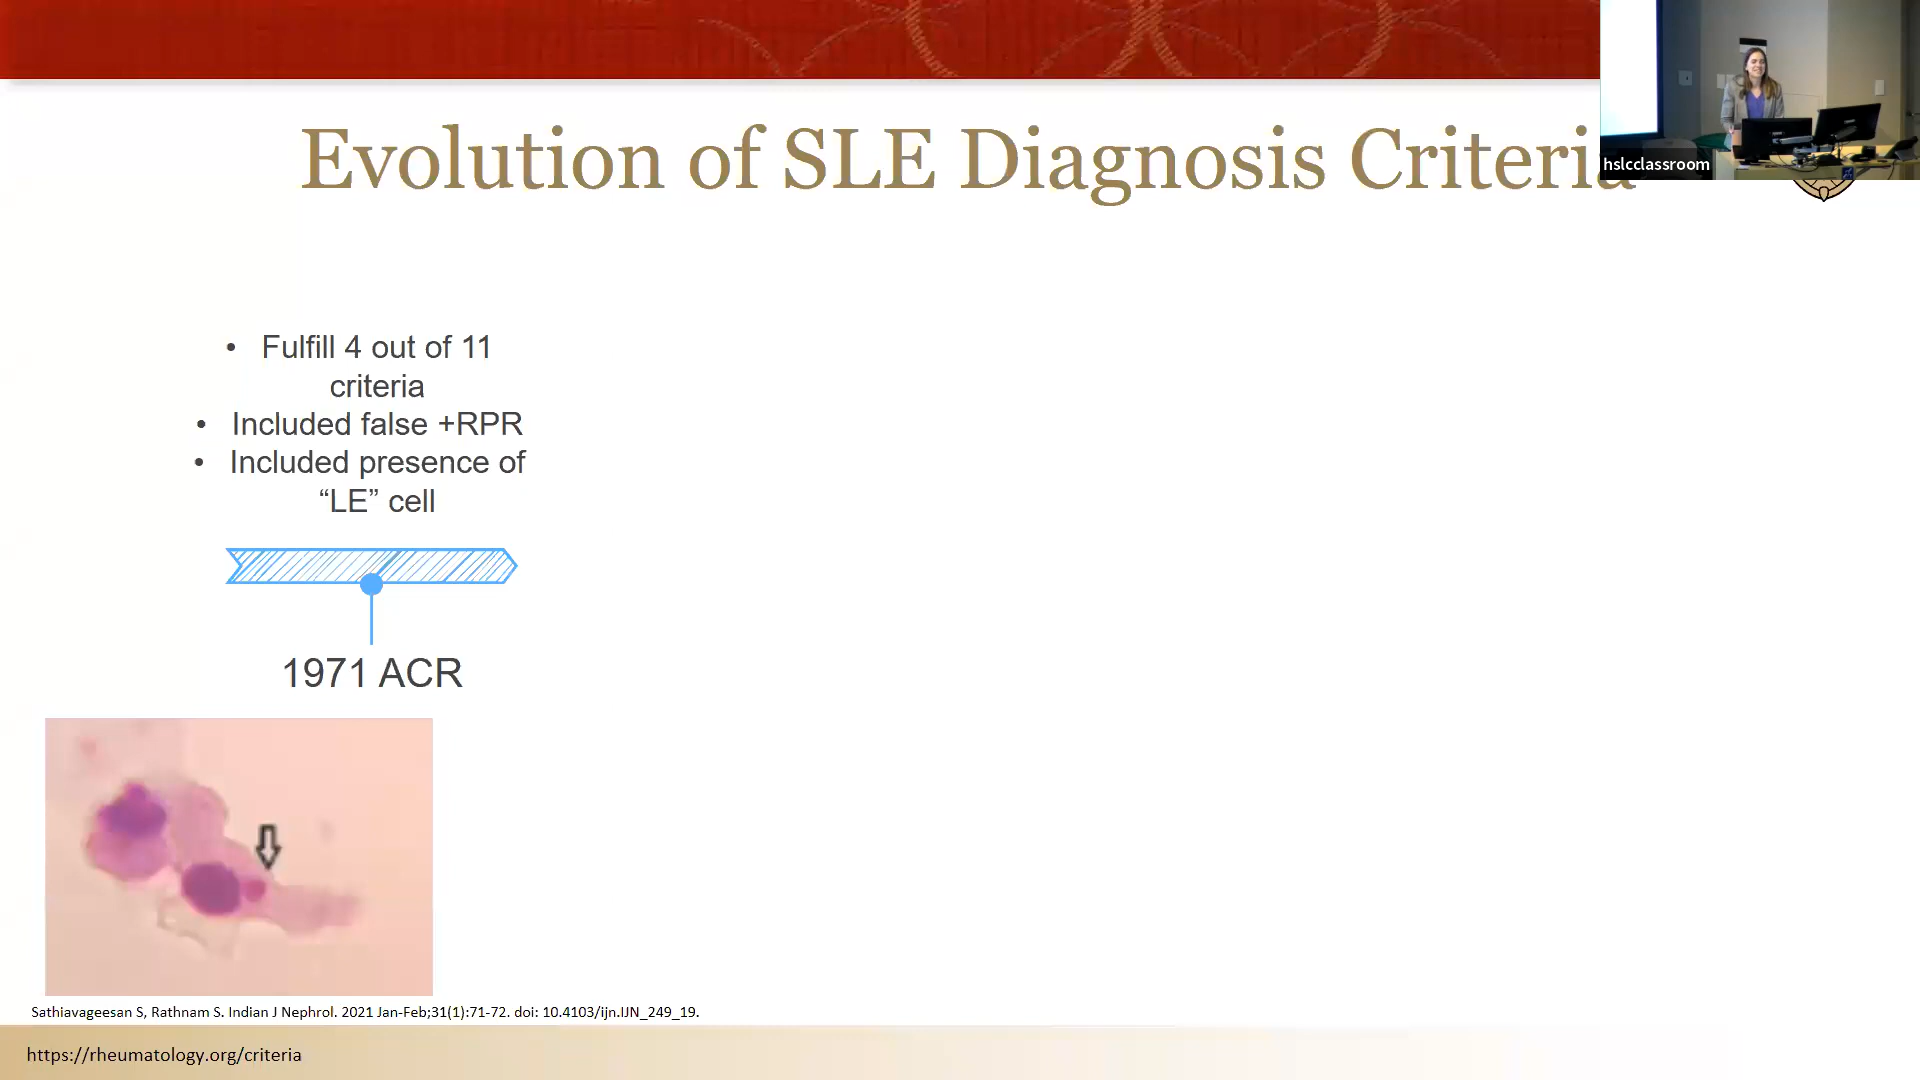 Evolution of SLE Diagnosis Criteria
hslcclassroom
• Fulfill 4 out of 11
criteria
• Included false +RPR
• Included presence of
“LE” cell
1971 ACR
Sathiavageesan S, Rathnam S. Indian J Nephrol. 2021 Jan-Feb;31(1):71-72. doi: 10.4103/ijn.IJN_249_19.
https://rheumatology.org/criteria